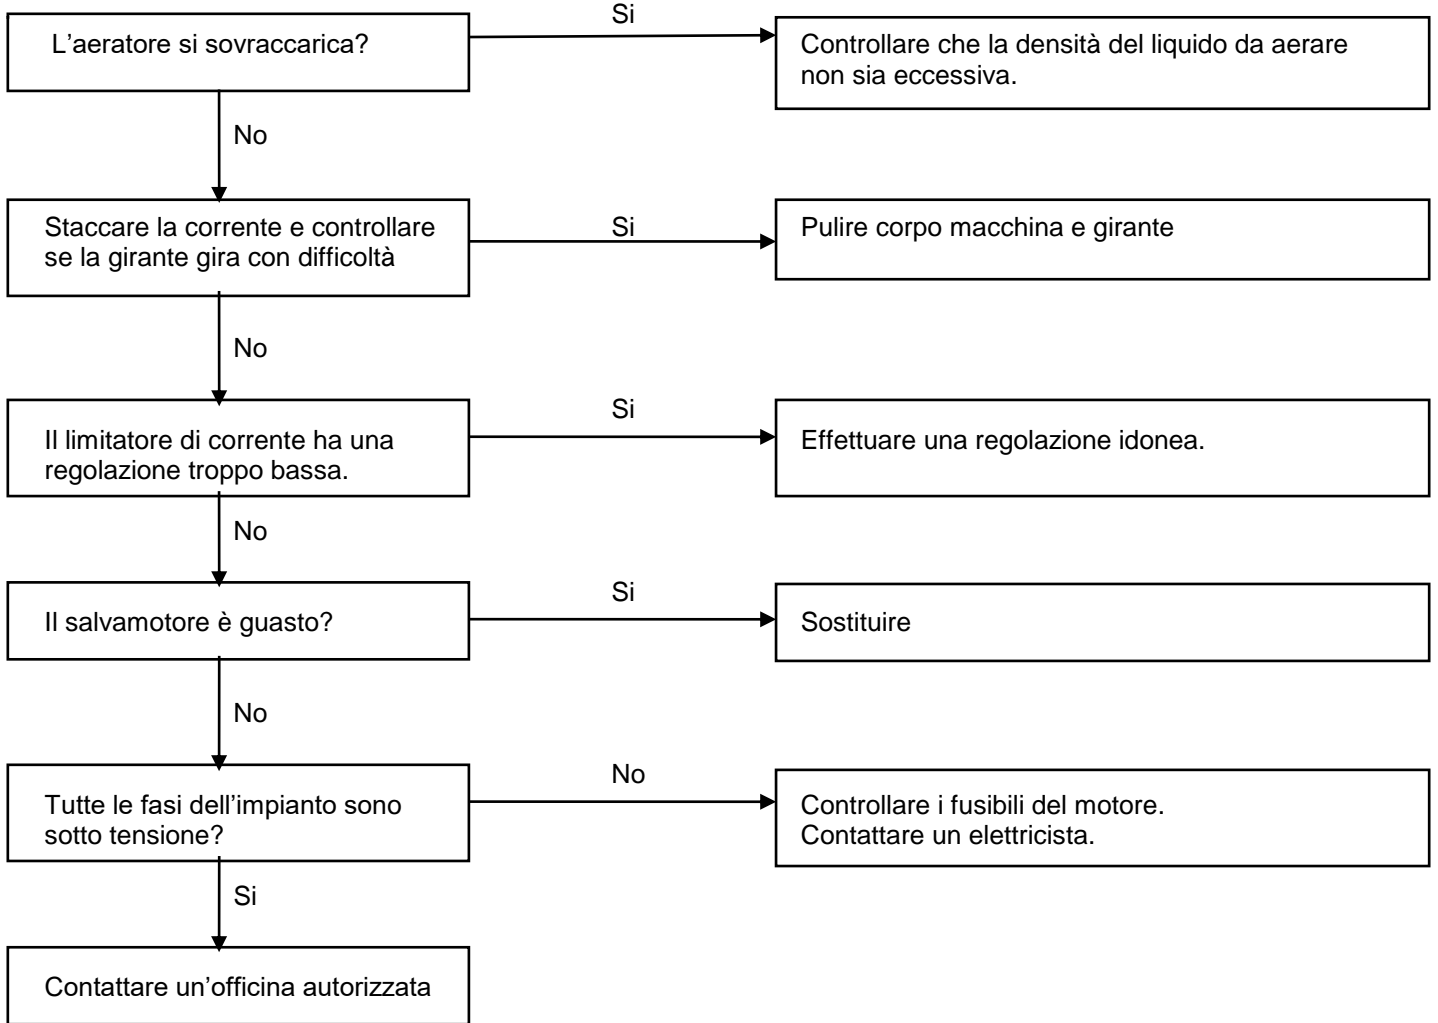 L’aeratore si sovraccarica?
Si
Controllare che la densità del liquido da aerare
non sia eccessiva.
No
Staccare la corrente e controllare
se la girante gira con difficoltà
Si
Pulire corpo macchina e girante
No
Il limitatore di corrente ha una
regolazione troppo bassa.
Si
Effettuare una regolazione idonea.
No
Il salvamotore è guasto?
Si
Sostituire
No
Tutte le fasi dell’impianto sono
sotto tensione?
No
Controllare i fusibili del motore.
Contattare un elettricista.
Si
Contattare un’officina autorizzata